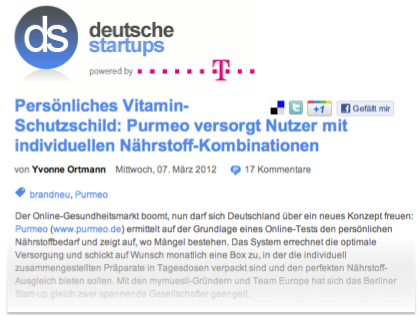 ds deutsche
startups
powered by T
Persönliches Vitamin-
Schutzschild: Purmeo versorgt Nutzer mit
individuellen Nährstoff-Kombinationen
+1 Gefällt mir
von Yvonne Ortmann Mittwoch, 07. März 2012 17 Kommentare
brandneu, Purmeo
Der Online-Gesundheitsmarkt boomt, nun darf sich Deutschland über ein neues Konzept freuen:
Purmeo (www.purmeo.de) ermittelt auf der Grundlage eines Online-Tests den persönlichen
Nährstoffbedarf und zeigt auf, wo Mängel bestehen. Das System errechnet die optimale
Versorgung und schickt auf Wunsch monatlich eine Box zu, in der die individuell
zusammengestellten Präparate in Tagesdosen verpackt sind und den perfekten Nährstoff-
Ausgleich bieten sollen. Mit den mymuesli-Gründern und Team Europe hat sich das Berliner
Start-up gleich zwei spannende Gesellschafter geangelt.